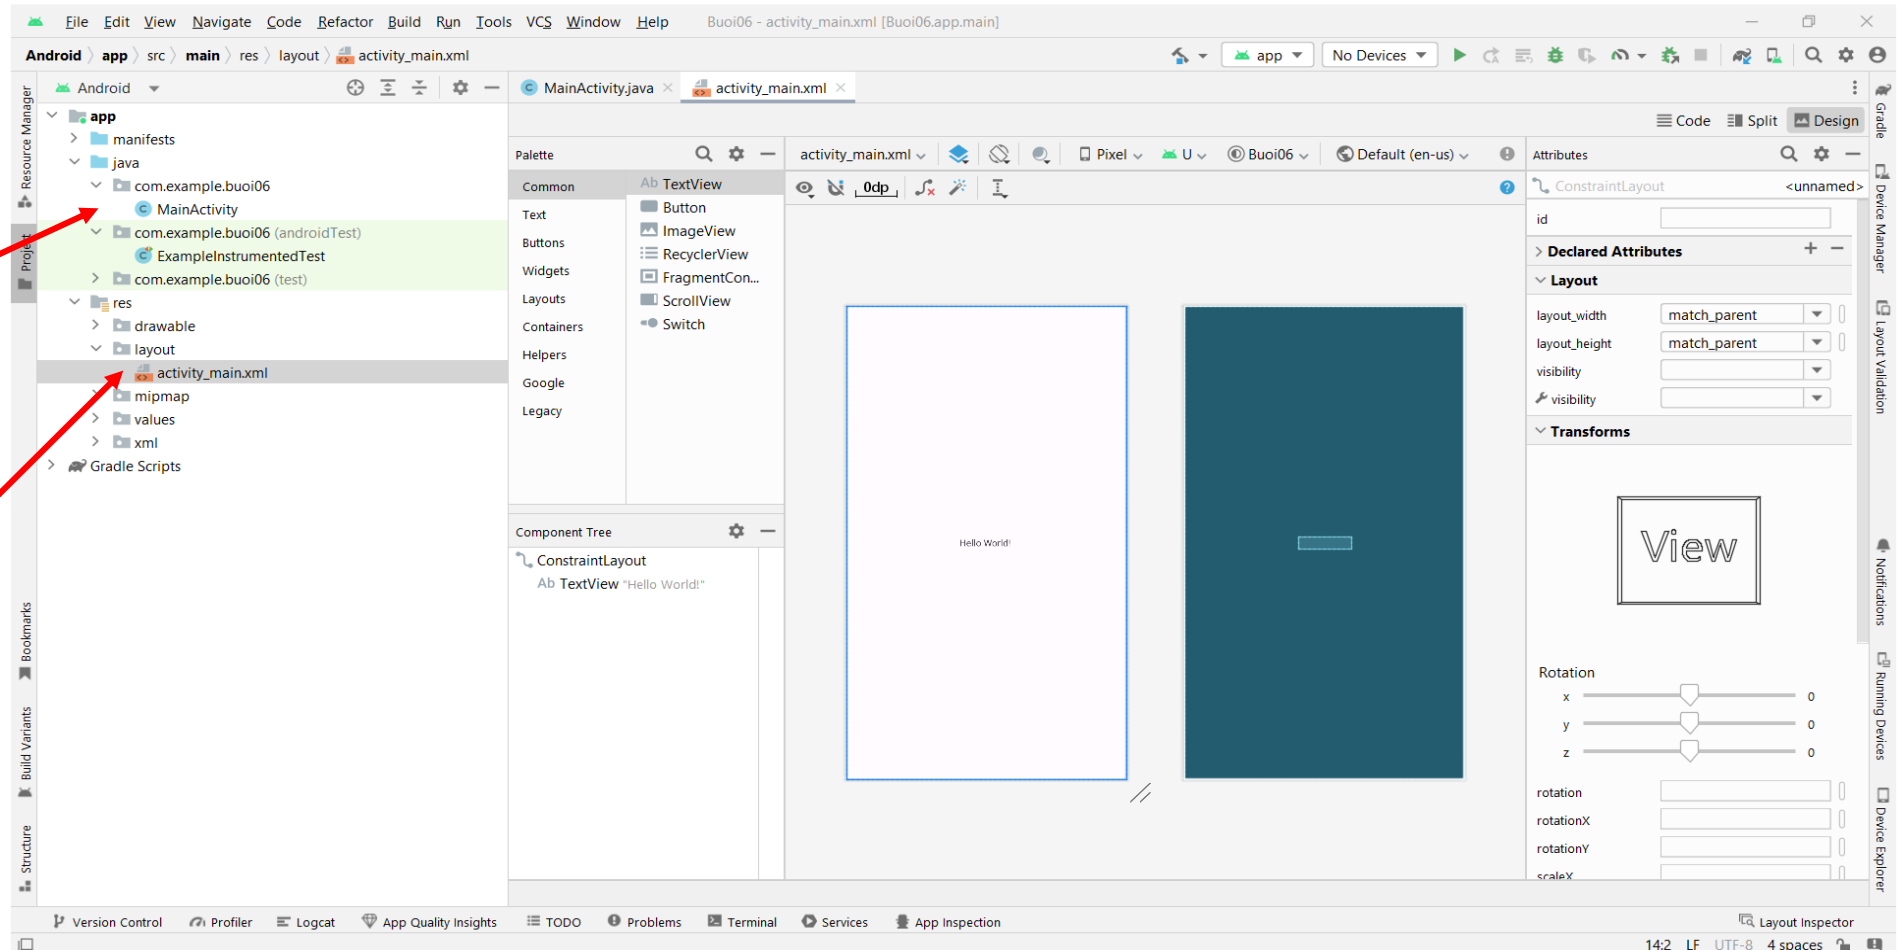 File Edit View Navigate Code Refactor Build Run Tools VCS Window Help Buoi06 - activity_main.xml [Buoi06.app.main]
Android app src main res layout activity_main.xml
app No Devices
Resource Manager
Project
Bookmarks
Build Variants
Structure
Android
app
manifests
java
com.example.buoi06
MainActivity
com.example.buoi06 (androidTest)
ExampleInstrumentedTest
com.example.buoi06 (test)
res
drawable
layout
activity_main.xml
mipmap
values
xml
Gradle Scripts
MainActivity.java activity_main.xml
Code Split Design
Palette
Common
Text
Buttons
Widgets
Layouts
Containers
Helpers
Google
Legacy
Ab TextView
Button
ImageView
RecyclerView
FragmentCon...
ScrollView
Switch
Component Tree
ConstraintLayout
Ab TextView "Hello World!"
activity_main.xml Pixel U Buoi06 Default (en-us)
0dp
Hello World!
Attributes
ConstraintLayout <unnamed>
id
Declared Attributes
Layout
layout_width match_parent
layout_height match_parent
visibility
visibility
Transforms
View
Rotation
x 0
y 0
z 0
rotation
rotationX
rotationY
scaleX
Gradle
Device Manager
Layout Validation
Notifications
Running Devices
Device Explorer
Version Control Profiler Logcat App Quality Insights TODO Problems Terminal Services App Inspection Layout Inspector
14:2 LF UTF-8 4 spaces